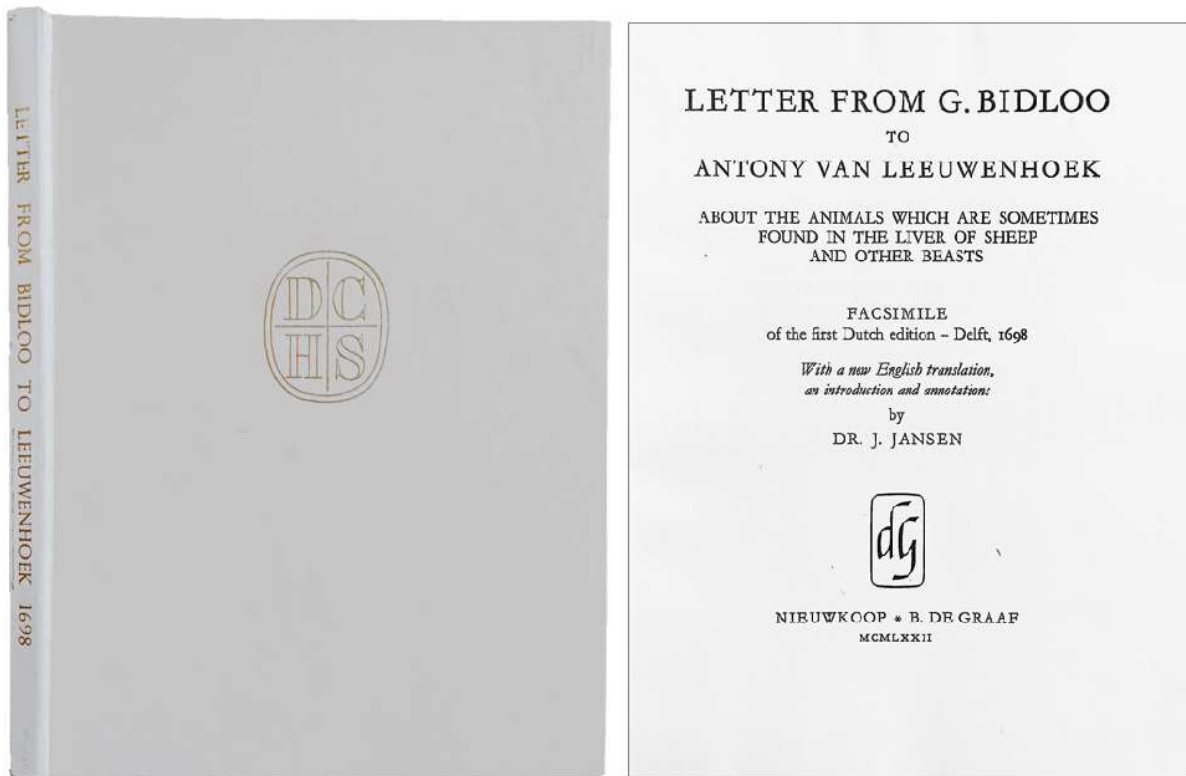 LETTER FROM BIDLOO TO LEEUWENHOEK 1698
DC
HS
LETTER FROM G. BIDLOO
TO
ANTONY VAN LEEUWENHOEK
ABOUT THE ANIMALS WHICH ARE SOMETIMES
FOUND IN THE LIVER OF SHEEP
AND OTHER BEASTS
FACSIMILE
of the first Dutch edition – Delft, 1698
With a new English translation,
an introduction and annotations
by
DR. J. JANSEN
dG
NIEUWKOOP * B. DE GRAAF
MCMLXXII